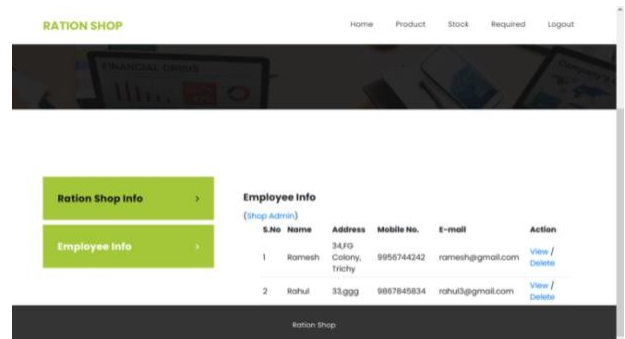 RATION SHOP
Home Product Stock Required Logout
FINANCIAL CRISIS
Company's
Ration Shop Info >
Employee Info >
Employee Info
(Shop Admin)
S.No Name Address Mobile No. E-mail Action
1 Ramesh 34,FG Colony, Trichy 9956744242 ramesh@gmail.com View / Delete
2 Rahul 33,ggg 9867845834 rahul3@gmail.com View / Delete
Ration Shop